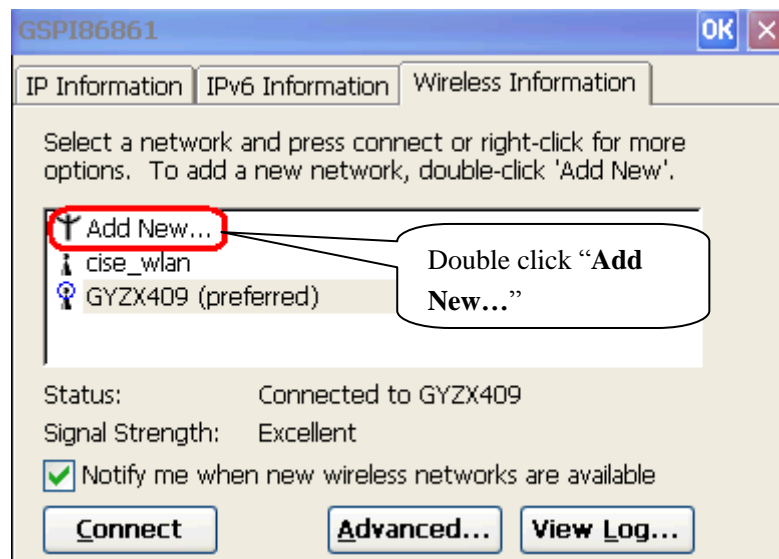 GSPI86861 OK
IP Information IPv6 Information Wireless Information
Select a network and press connect or right-click for more
options. To add a new network, double-click 'Add New'.
Add New...
cise_wlan
GYZX409 (preferred)
Double click “Add
New…”
Status: Connected to GYZX409
Signal Strength: Excellent
Notify me when new wireless networks are available
Connect Advanced... View Log...